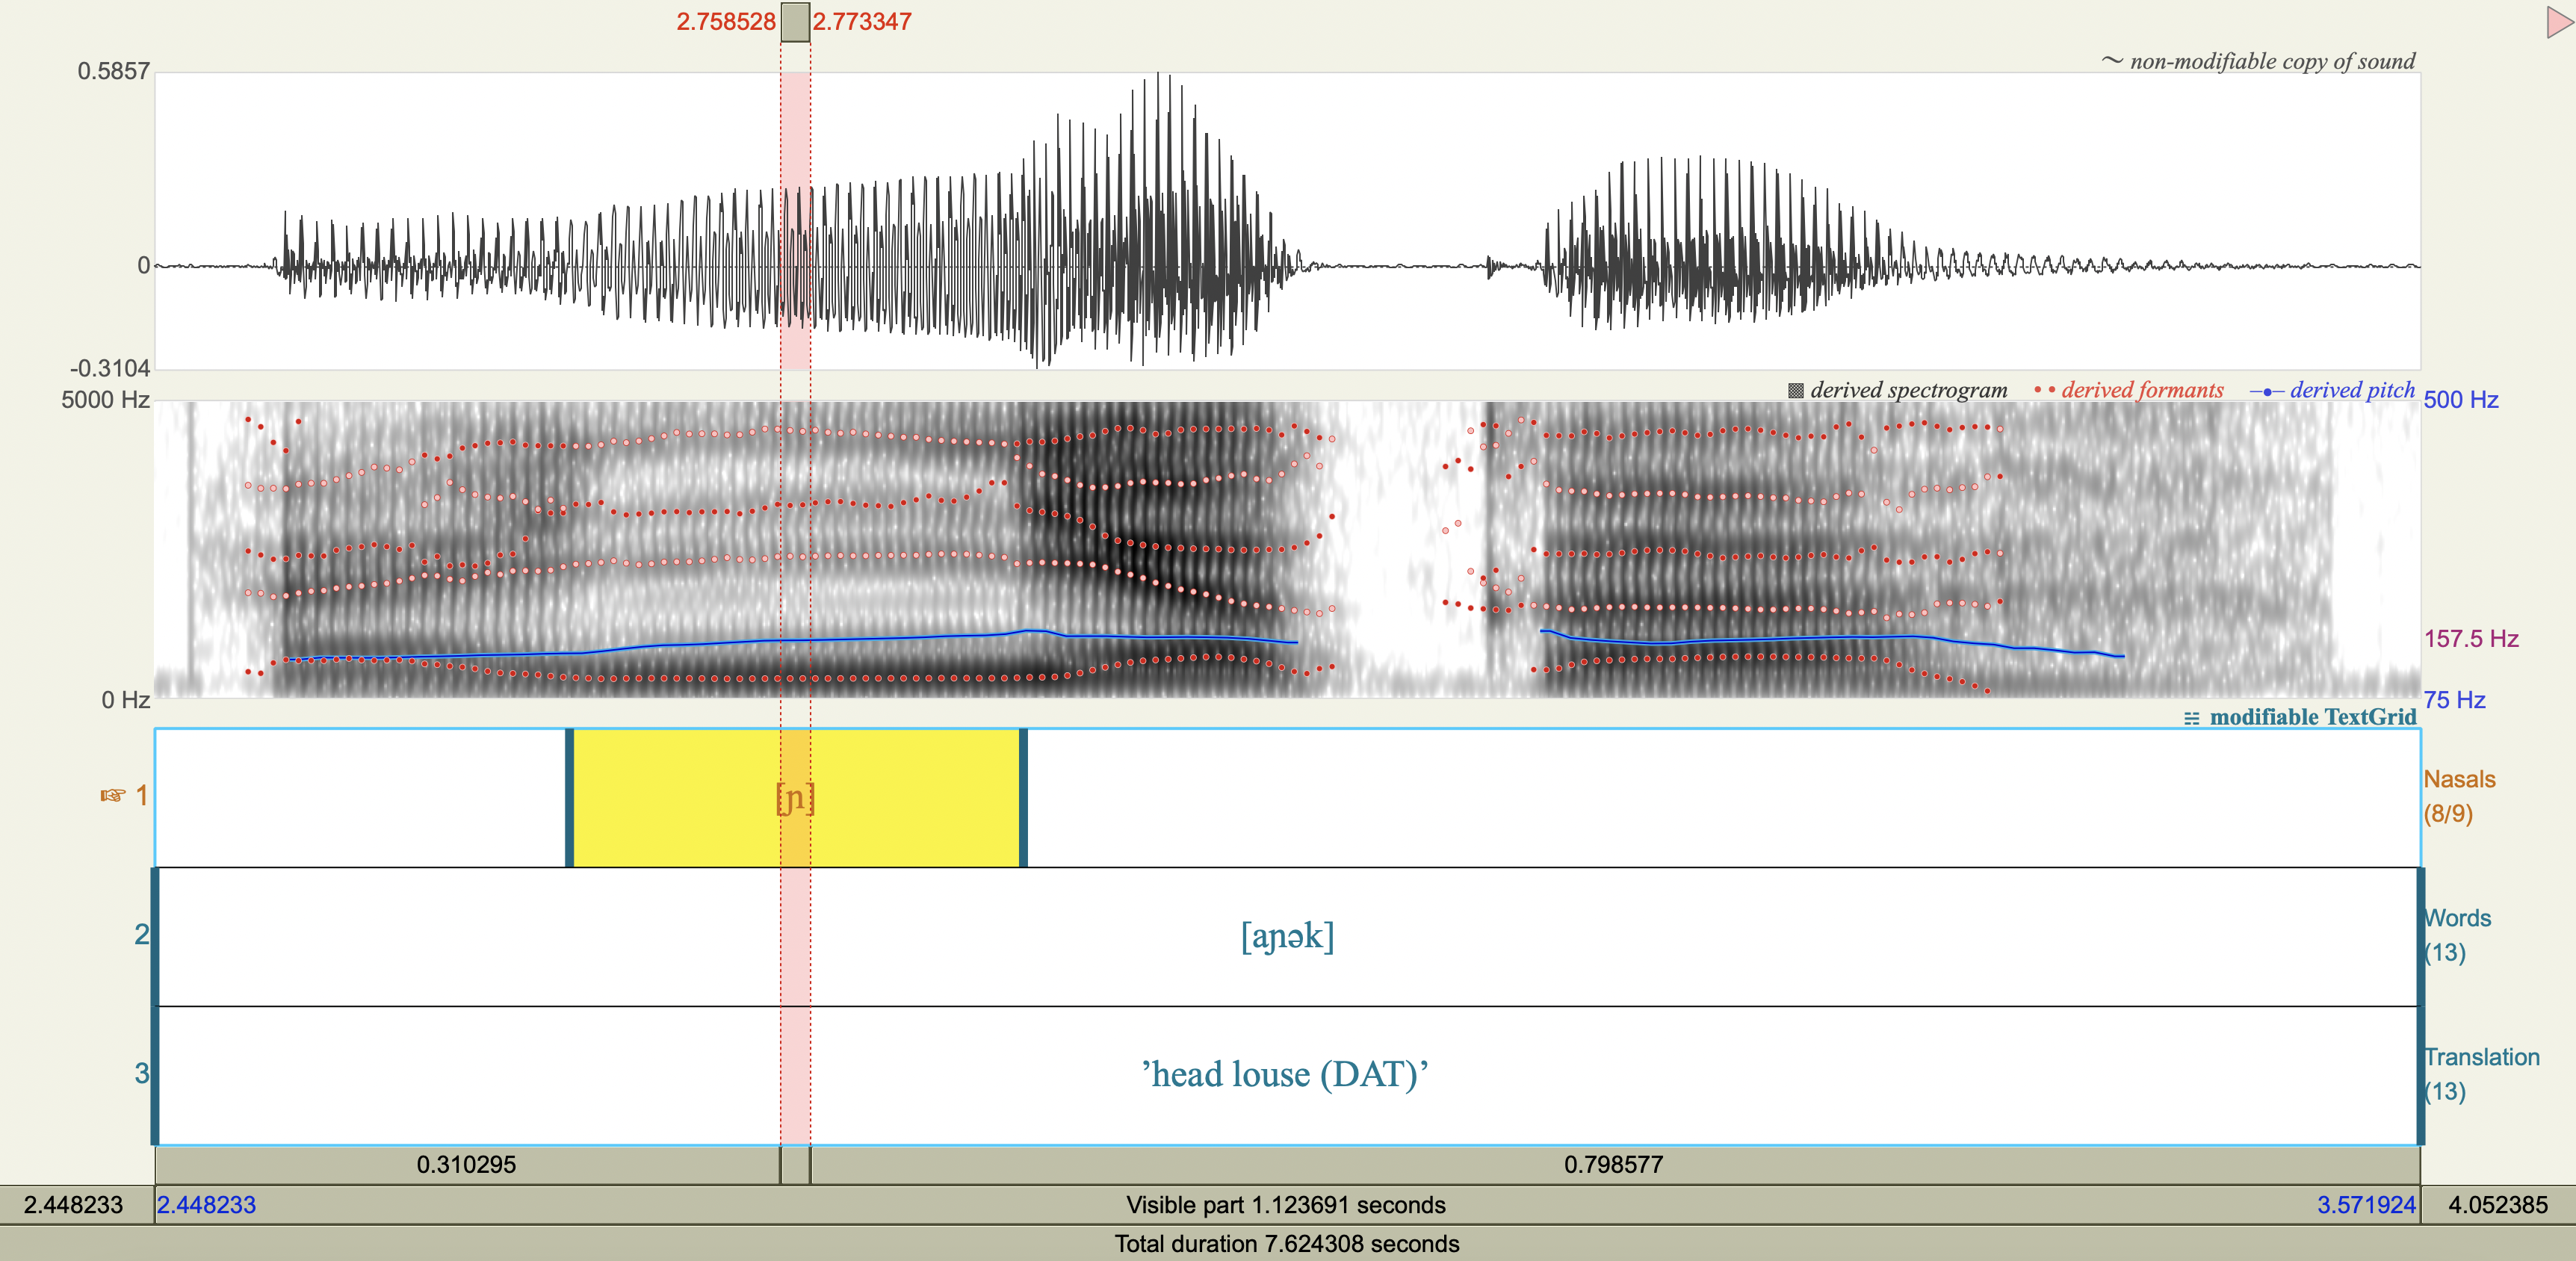 2.758528 2.773347
0.5857
~ non-modifiable copy of sound
0
-0.3104
5000 Hz
derived spectrogram derived formants derived pitch
500 Hz
157.5 Hz
0 Hz
75 Hz
modifiable TextGrid
1
[ɲ]
Nasals
(8/9)
2
[aɲək]
Words
(13)
3
’head louse (DAT)’
Translation
(13)
0.310295 0.798577
2.448233 2.448233 Visible part 1.123691 seconds 3.571924 4.052385
Total duration 7.624308 seconds